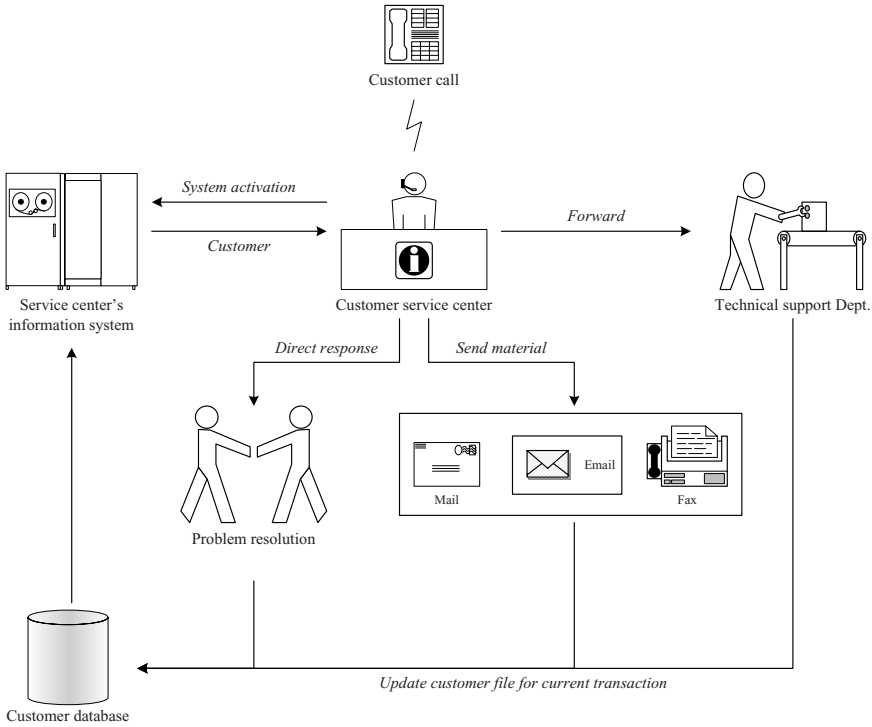 Customer call
System activation
Customer
Forward
Service center's
information system
Customer service center
Technical support Dept.
Direct response
Send material
Mail
Email
Fax
Problem resolution
Update customer file for current transaction
Customer database